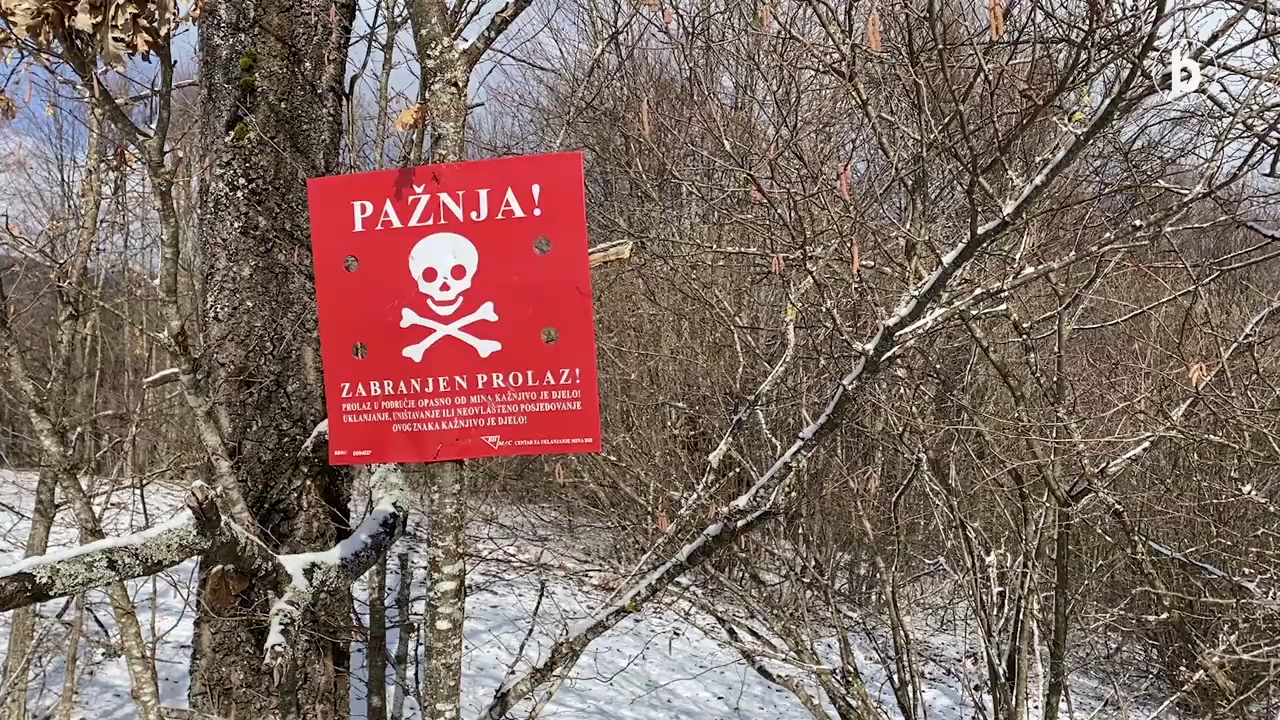 b
PAŽNJA!
ZABRANJEN PROLAZ!
PROLAZ U PODRUČJE OPASNO OD MINA KAŽNJIVO JE DJELO!
UKLANJANJE, UNIŠTAVANJE ILI NEOVLAŠTENO POSJEDOVANJE
OVOG ZNAKA KAŽNJIVO JE DJELO!
MAC CENTAR ZA UKLANJANJE MINA BIH